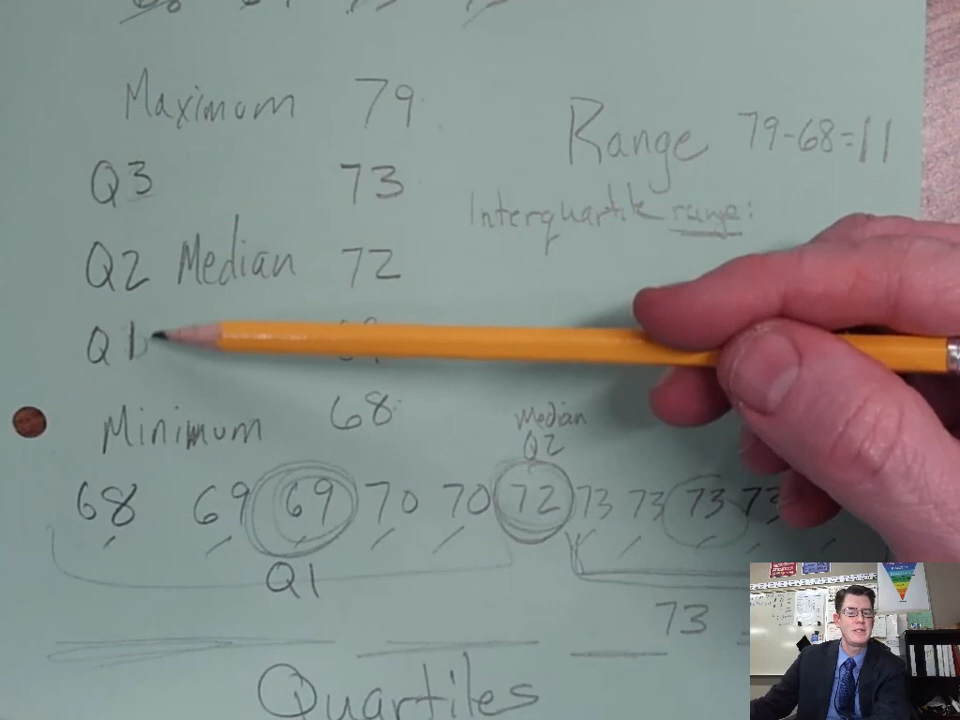 Maximum 79
Range 79-68=11
Q3 73
Interquartile range:
Q2 Median 72
Q1
Minimum 68
Median
Q2
68 69 69 70 70 72 73 73 73 73
Q1
73
Quartiles